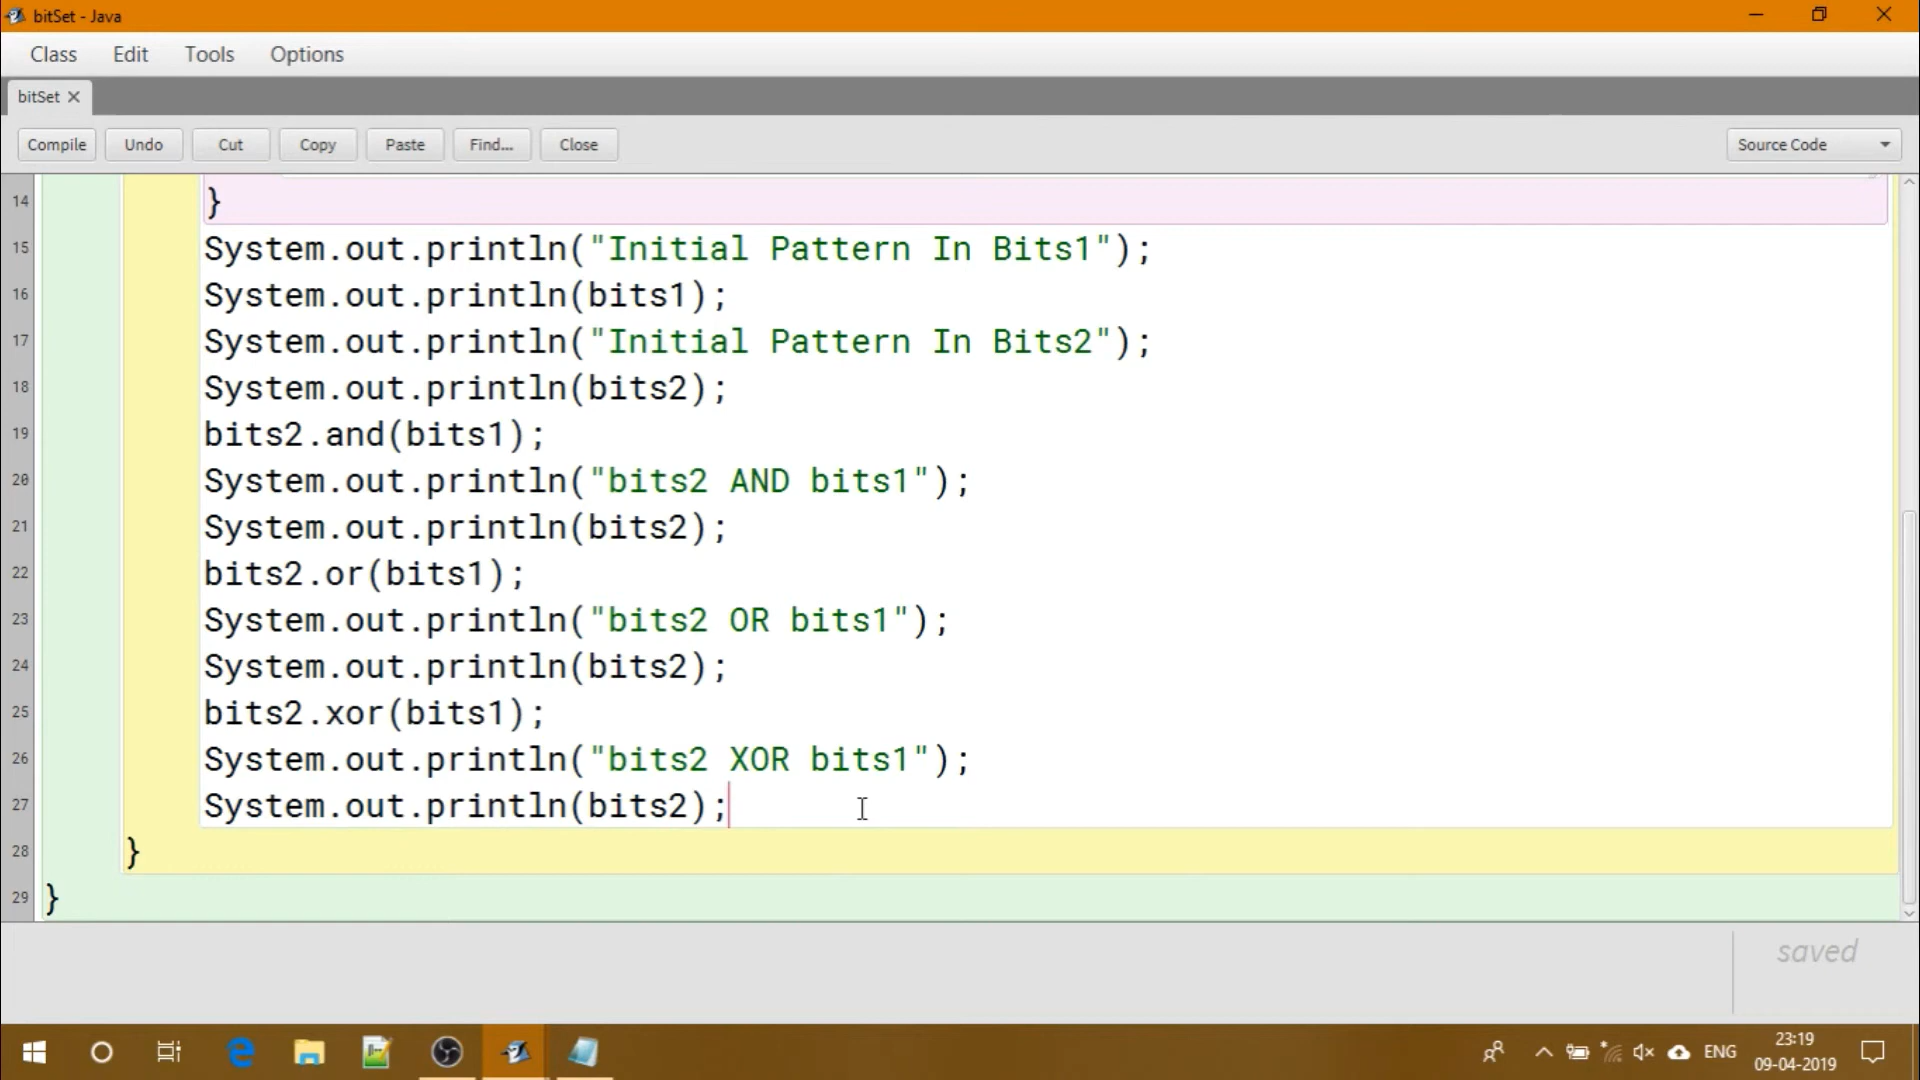 bitSet - Java
Class Edit Tools Options
bitSet
Compile Undo Cut Copy Paste Find... Close Source Code
14 }
15 System.out.println("Initial Pattern In Bits1");
16 System.out.println(bits1);
17 System.out.println("Initial Pattern In Bits2");
18 System.out.println(bits2);
19 bits2.and(bits1);
20 System.out.println("bits2 AND bits1");
21 System.out.println(bits2);
22 bits2.or(bits1);
23 System.out.println("bits2 OR bits1");
24 System.out.println(bits2);
25 bits2.xor(bits1);
26 System.out.println("bits2 XOR bits1");
27 System.out.println(bits2);
28 }
29 }
saved
ENG 23:19
09-04-2019